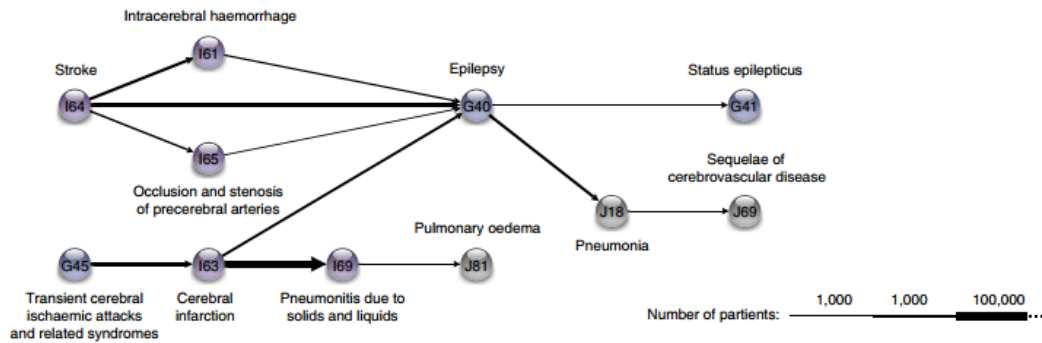 Intracerebral haemorrhage
I61
Stroke
Epilepsy
Status epilepticus
I64
G40
G41
I65
Occlusion and stenosis
of precerebral arteries
Sequelae of
cerebrovascular disease
J18
J69
Pneumonia
Pulmonary oedema
G45
I63
I69
J81
Transient cerebral
ischaemic attacks
and related syndromes
Cerebral
infarction
Pneumonitis due to
solids and liquids
1,000 1,000 100,000
Number of partients: